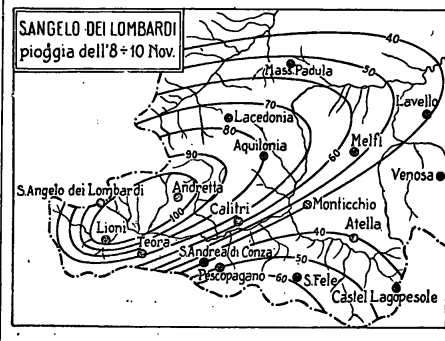 S.ANGELO DEI LOMBARDI
pioggia dell'8÷10 Nov.
40
Mass. Padula
50
Lavello
70
Lacedonia
80
Aquilonia
60
Melfi
90
Venosa
S.Angelo dei Lombardi
Andretta
100
Calitri
Monticchio
Lioni
Teora
40
Atella
S.Andrea di Conza
50
Pescopagano
60
S.Fele
Castel Lagopesole